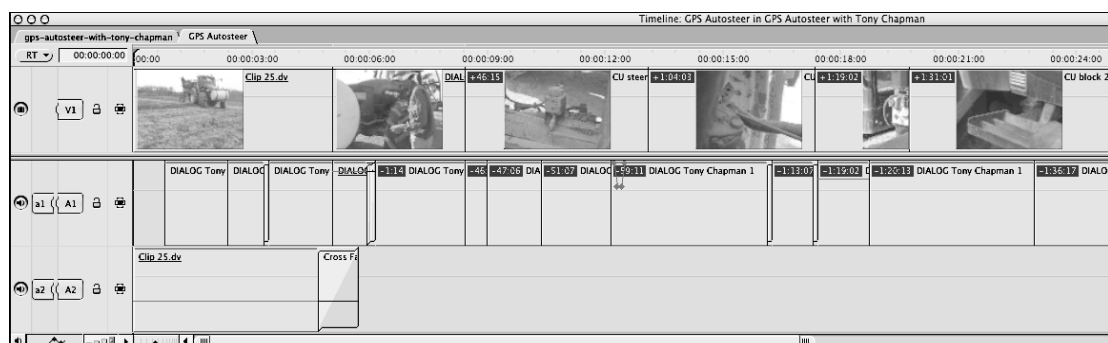 Timeline: GPS Autosteer in GPS Autosteer with Tony Chapman
gps-autosteer-with-tony-chapman GPS Autosteer
RT 00:00:00:00 00:00 00:00:03:00 00:00:06:00 00:00:09:00 00:00:12:00 00:00:15:00 00:00:18:00 00:00:21:00 00:00:24:00
Clip 25.dv DIAL +46:15 CU steer +1:04:03 CU +1:19:02 +1:31:01 CU block 2
V1
DIALOG Tony DIALOG DIALOG Tony DIALOG -1:14 DIALOG Tony -46: -47:06 DIA -51:07 DIALOG -59:11 DIALOG Tony Chapman 1 -1:13:07 -1:19:02 -1:20:13 DIALOG Tony Chapman 1 -1:36:17 DIALO
a1 A1
Clip 25.dv Cross Fa
a2 A2